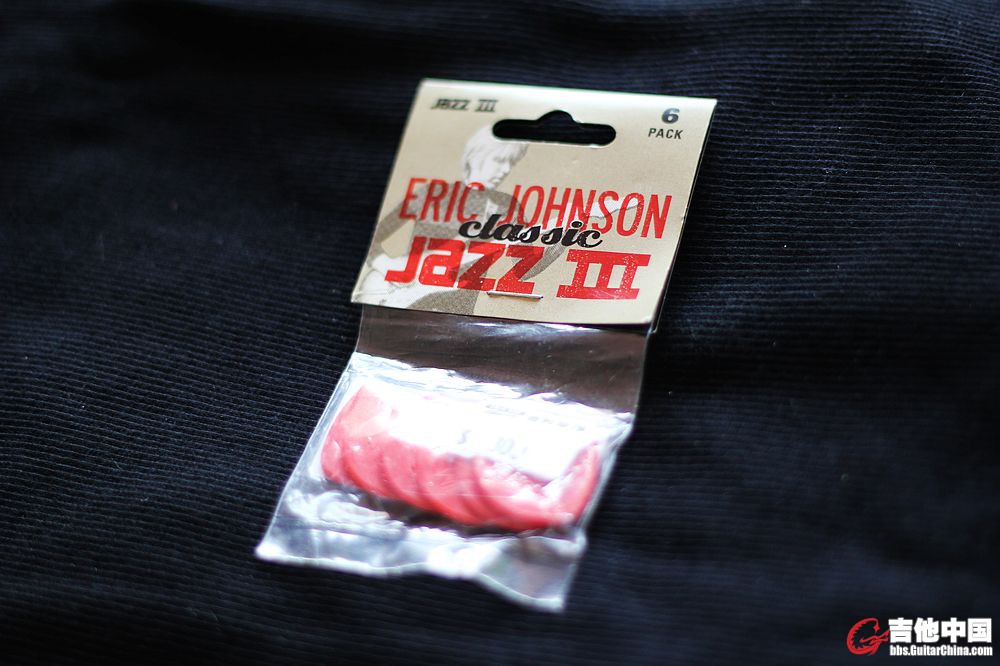 Jazz III
6
PACK
ERIC JOHNSON
classic
Jazz III
吉他中国
bbs.GuitarChina.com